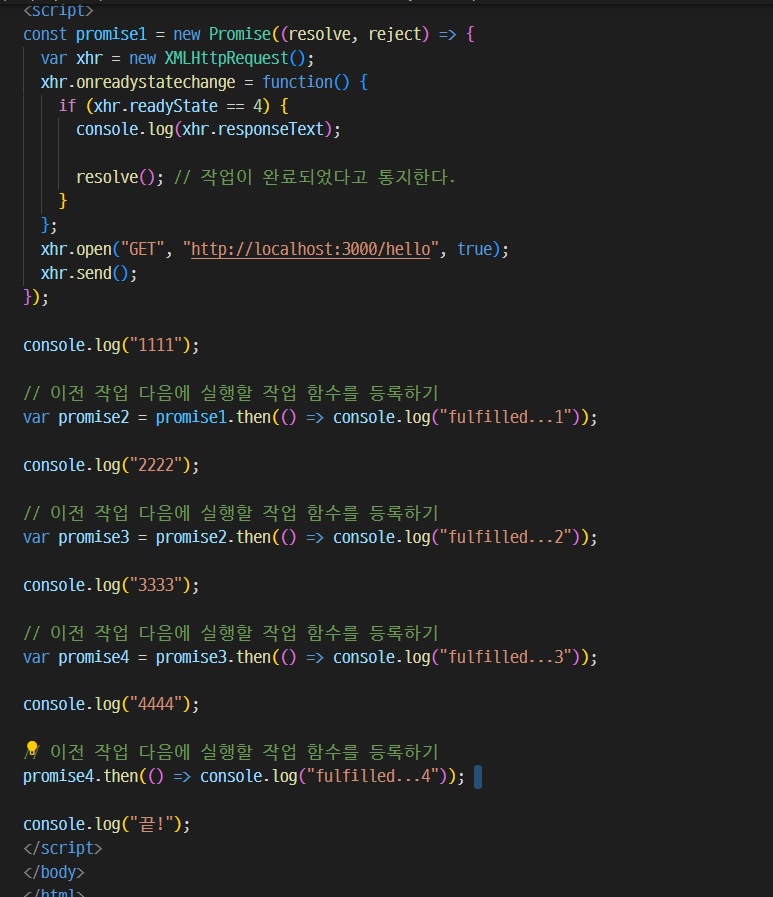 <script>
const promise1 = new Promise((resolve, reject) => {
  var xhr = new XMLHttpRequest();
  xhr.onreadystatechange = function() {
    if (xhr.readyState == 4) {
      console.log(xhr.responseText);

      resolve(); // 작업이 완료되었다고 통지한다.
    }
  };
  xhr.open("GET", "http://localhost:3000/hello", true);
  xhr.send();
});

console.log("1111");

// 이전 작업 다음에 실행할 작업 함수를 등록하기
var promise2 = promise1.then(() => console.log("fulfilled...1"));

console.log("2222");

// 이전 작업 다음에 실행할 작업 함수를 등록하기
var promise3 = promise2.then(() => console.log("fulfilled...2"));

console.log("3333");

// 이전 작업 다음에 실행할 작업 함수를 등록하기
var promise4 = promise3.then(() => console.log("fulfilled...3"));

console.log("4444");

// 이전 작업 다음에 실행할 작업 함수를 등록하기
promise4.then(() => console.log("fulfilled...4"));

console.log("끝!");
</script>
</body>
</html>